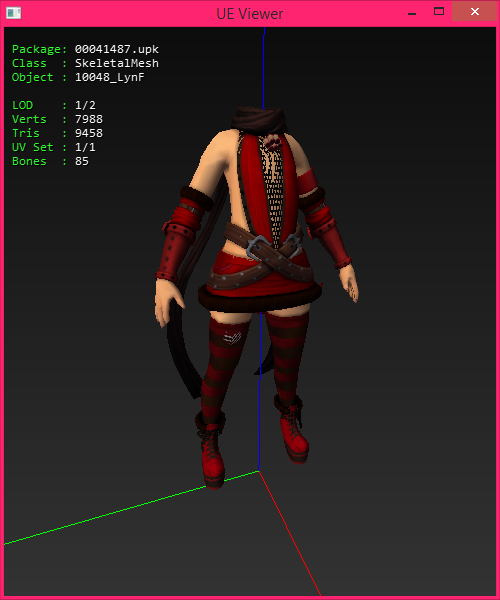 UE Viewer
Package: 00041487.upk
Class  : SkeletalMesh
Object : 10048_LynF
LOD    : 1/2
Verts  : 7988
Tris   : 9458
UV Set : 1/1
Bones  : 85